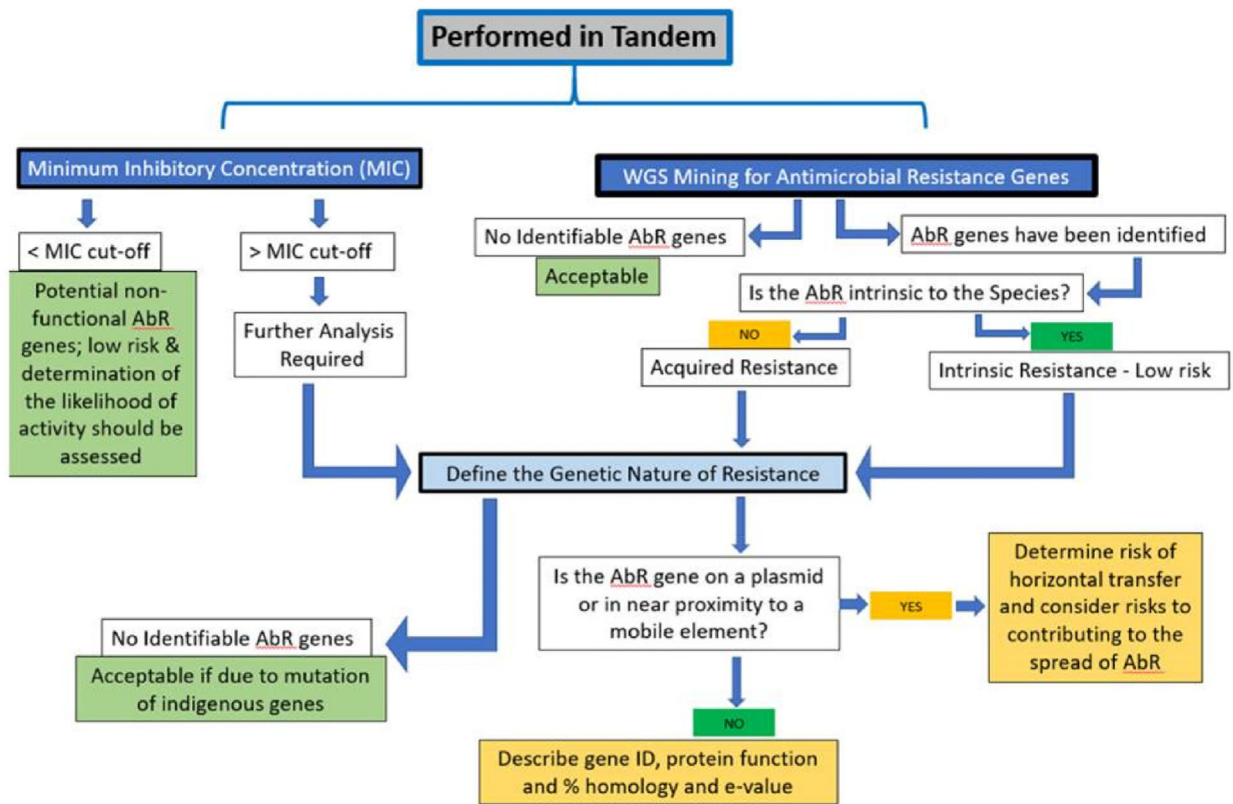 Performed in Tandem
Minimum Inhibitory Concentration (MIC)
WGS Mining for Antimicrobial Resistance Genes
< MIC cut-off
> MIC cut-off
Potential non-
functional AbR
genes; low risk &
determination of
the likelihood of
activity should be
assessed
Further Analysis
Required
No Identifiable AbR genes
Acceptable
AbR genes have been identified
Is the AbR intrinsic to the Species?
NO
YES
Acquired Resistance
Intrinsic Resistance - Low risk
Define the Genetic Nature of Resistance
No Identifiable AbR genes
Acceptable if due to mutation
of indigenous genes
Is the AbR gene on a plasmid
or in near proximity to a
mobile element?
YES
Determine risk of
horizontal transfer
and consider risks to
contributing to the
spread of AbR
NO
Describe gene ID, protein function
and % homology and e-value